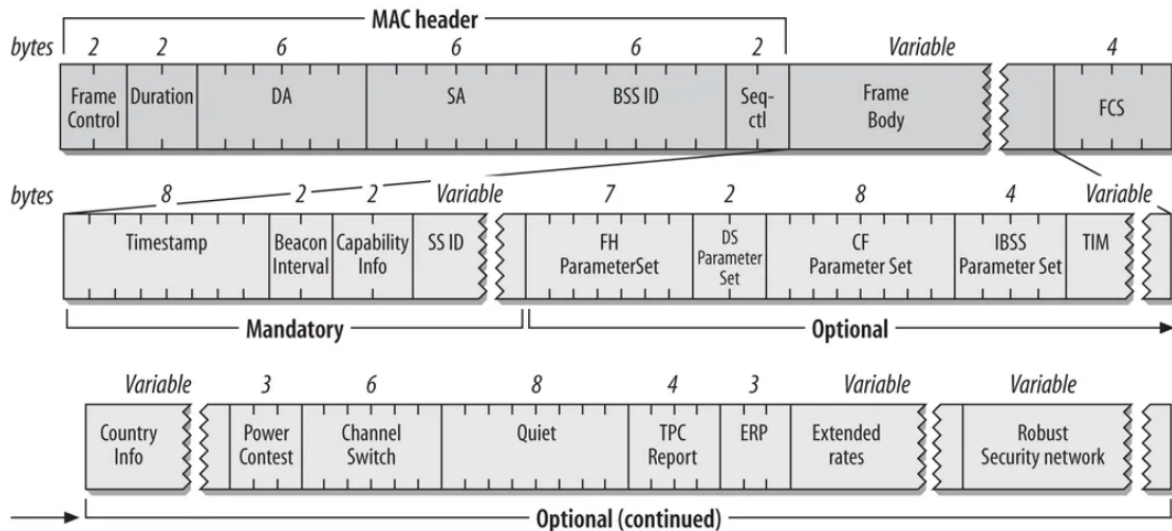 MAC header
bytes 2 2 6 6 6 2 Variable 4
Frame Control Duration DA SA BSS ID Seq-ctl Frame Body FCS
bytes 8 2 2 Variable 7 2 8 4 Variable
Timestamp Beacon Interval Capability Info SS ID FH ParameterSet DS Parameter Set CF Parameter Set IBSS Parameter Set TIM
Mandatory Optional
Variable 3 6 8 4 3 Variable Variable
Country Info Power Contest Channel Switch Quiet TPC Report ERP Extended rates Robust Security network
Optional (continued)